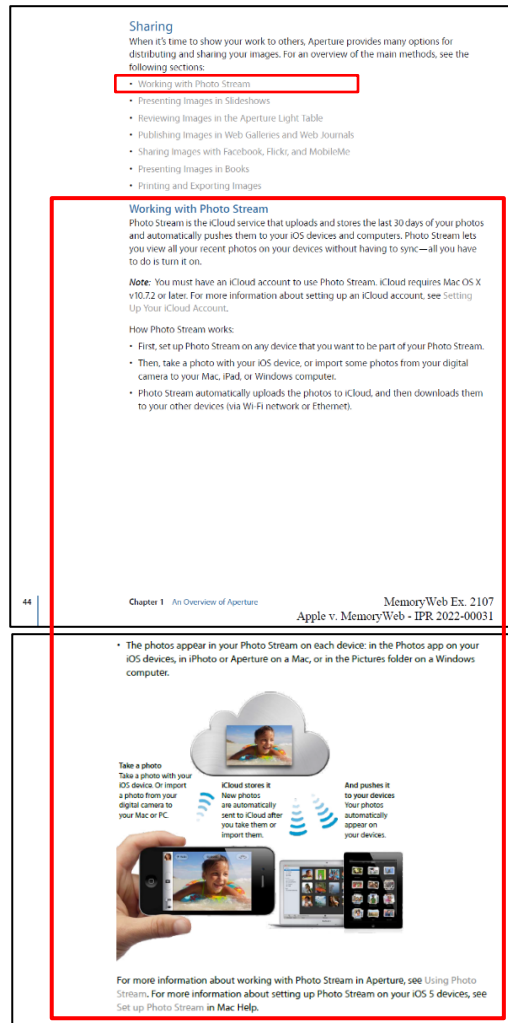 Sharing
When it's time to show your work to others, Aperture provides many options for
distributing and sharing your images. For an overview of the main methods, see the
following sections:
• Working with Photo Stream
• Presenting Images in Slideshows
• Reviewing Images in the Aperture Light Table
• Publishing Images in Web Galleries and Web Journals
• Sharing Images with Facebook, Flickr, and MobileMe
• Presenting Images in Books
• Printing and Exporting Images
Working with Photo Stream
Photo Stream is the iCloud service that uploads and stores the last 30 days of your photos
and automatically pushes them to your iOS devices and computers. Photo Stream lets
you view all your recent photos on your devices without having to sync—all you have
to do is turn it on.
Note: You must have an iCloud account to use Photo Stream. iCloud requires Mac OS X
v10.7.2 or later. For more information about setting up an iCloud account, see Setting
Up Your iCloud Account.
How Photo Stream works:
• First, set up Photo Stream on any device that you want to be part of your Photo Stream.
• Then, take a photo with your iOS device, or import some photos from your digital
camera to your Mac, iPad, or Windows computer.
• Photo Stream automatically uploads the photos to iCloud, and then downloads them
to your other devices (via Wi-Fi network or Ethernet).
44
Chapter 1 An Overview of Aperture
MemoryWeb Ex. 2107
Apple v. MemoryWeb - IPR 2022-00031
• The photos appear in your Photo Stream on each device: in the Photos app on your
iOS devices, in iPhoto or Aperture on a Mac, or in the Pictures folder on a Windows
computer.
Take a photo
Take a photo with your
iOS device. Or import
a photo from your
digital camera to
your Mac or PC.
iCloud stores it
New photos
are automatically
sent to iCloud after
you take them or
import them.
And pushes it
to your devices
Your photos
automatically
appear on
your devices.
For more information about working with Photo Stream in Aperture, see Using Photo
Stream. For more information about setting up Photo Stream on your iOS 5 devices, see
Set up Photo Stream in Mac Help.